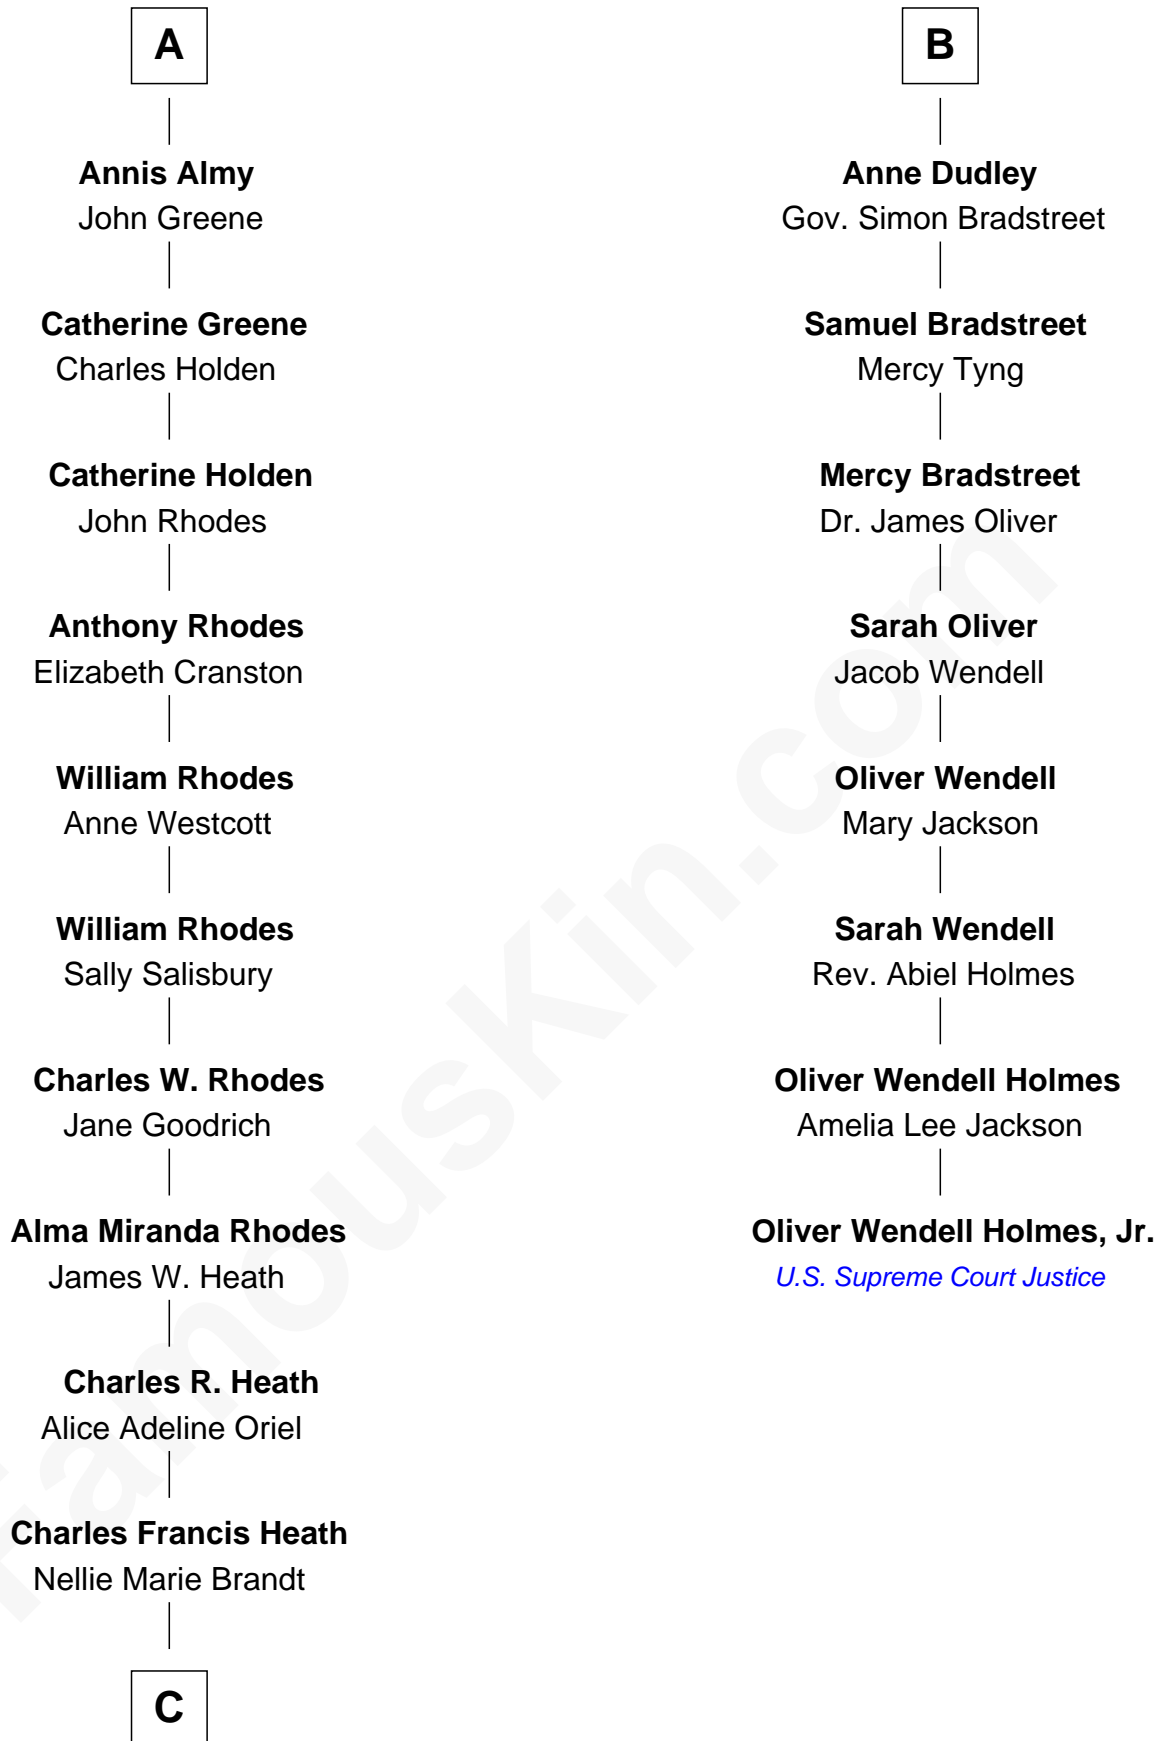 A
Annis Almy
John Greene
Catherine Greene
Charles Holden
Catherine Holden
John Rhodes
Anthony Rhodes
Elizabeth Cranston
William Rhodes
Anne Westcott
William Rhodes
Sally Salisbury
Charles W. Rhodes
Jane Goodrich
Alma Miranda Rhodes
James W. Heath
Charles R. Heath
Alice Adeline Oriel
Charles Francis Heath
Nellie Marie Brandt
C
B
Anne Dudley
Gov. Simon Bradstreet
Samuel Bradstreet
Mercy Tyng
Mercy Bradstreet
Dr. James Oliver
Sarah Oliver
Jacob Wendell
Oliver Wendell
Mary Jackson
Sarah Wendell
Rev. Abiel Holmes
Oliver Wendell Holmes
Amelia Lee Jackson
Oliver Wendell Holmes, Jr.
U.S. Supreme Court Justice
FamousKin.com